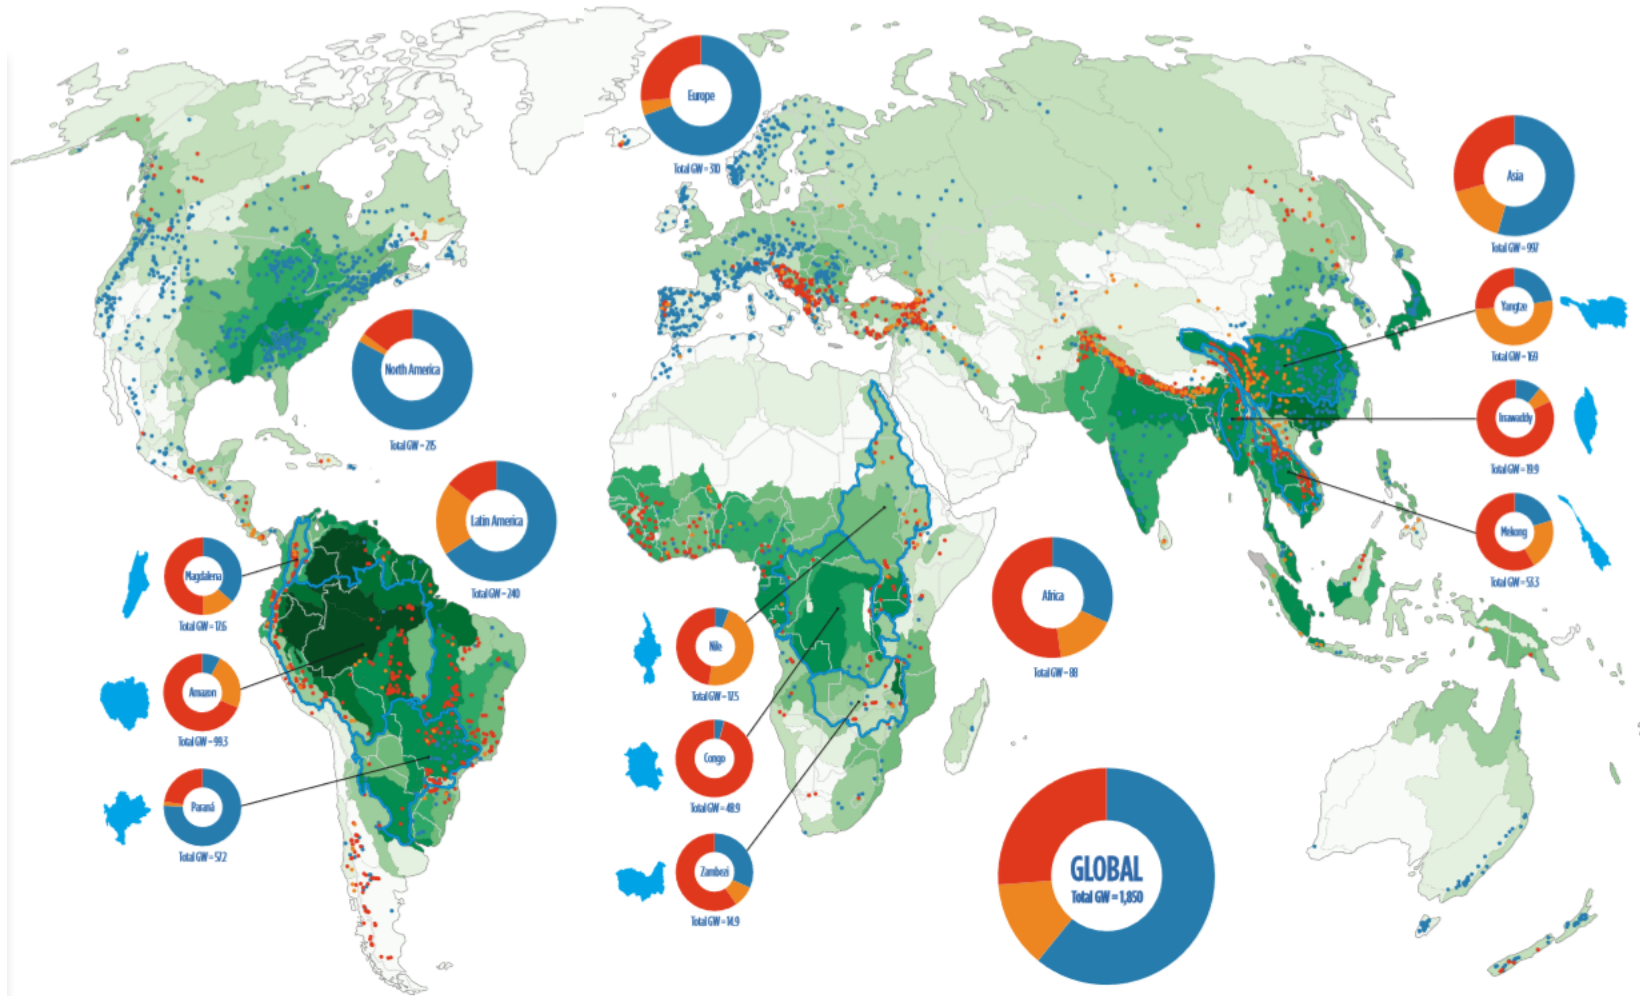 Europe
Total GW = 310
Asia
Total GW = 997
Yangtze
Total GW = 169
North America
Total GW = 215
Irrawaddy
Total GW = 19.9
Latin America
Total GW = 240
Mekong
Total GW = 53.3
Magdalena
Total GW = 17.6
Africa
Total GW = 88
Nile
Total GW = 17.5
Amazon
Total GW = 99.3
Congo
Total GW = 48.9
Paraná
Total GW = 57.2
Zambezi
Total GW = 14.9
GLOBAL
Total GW = 1,850